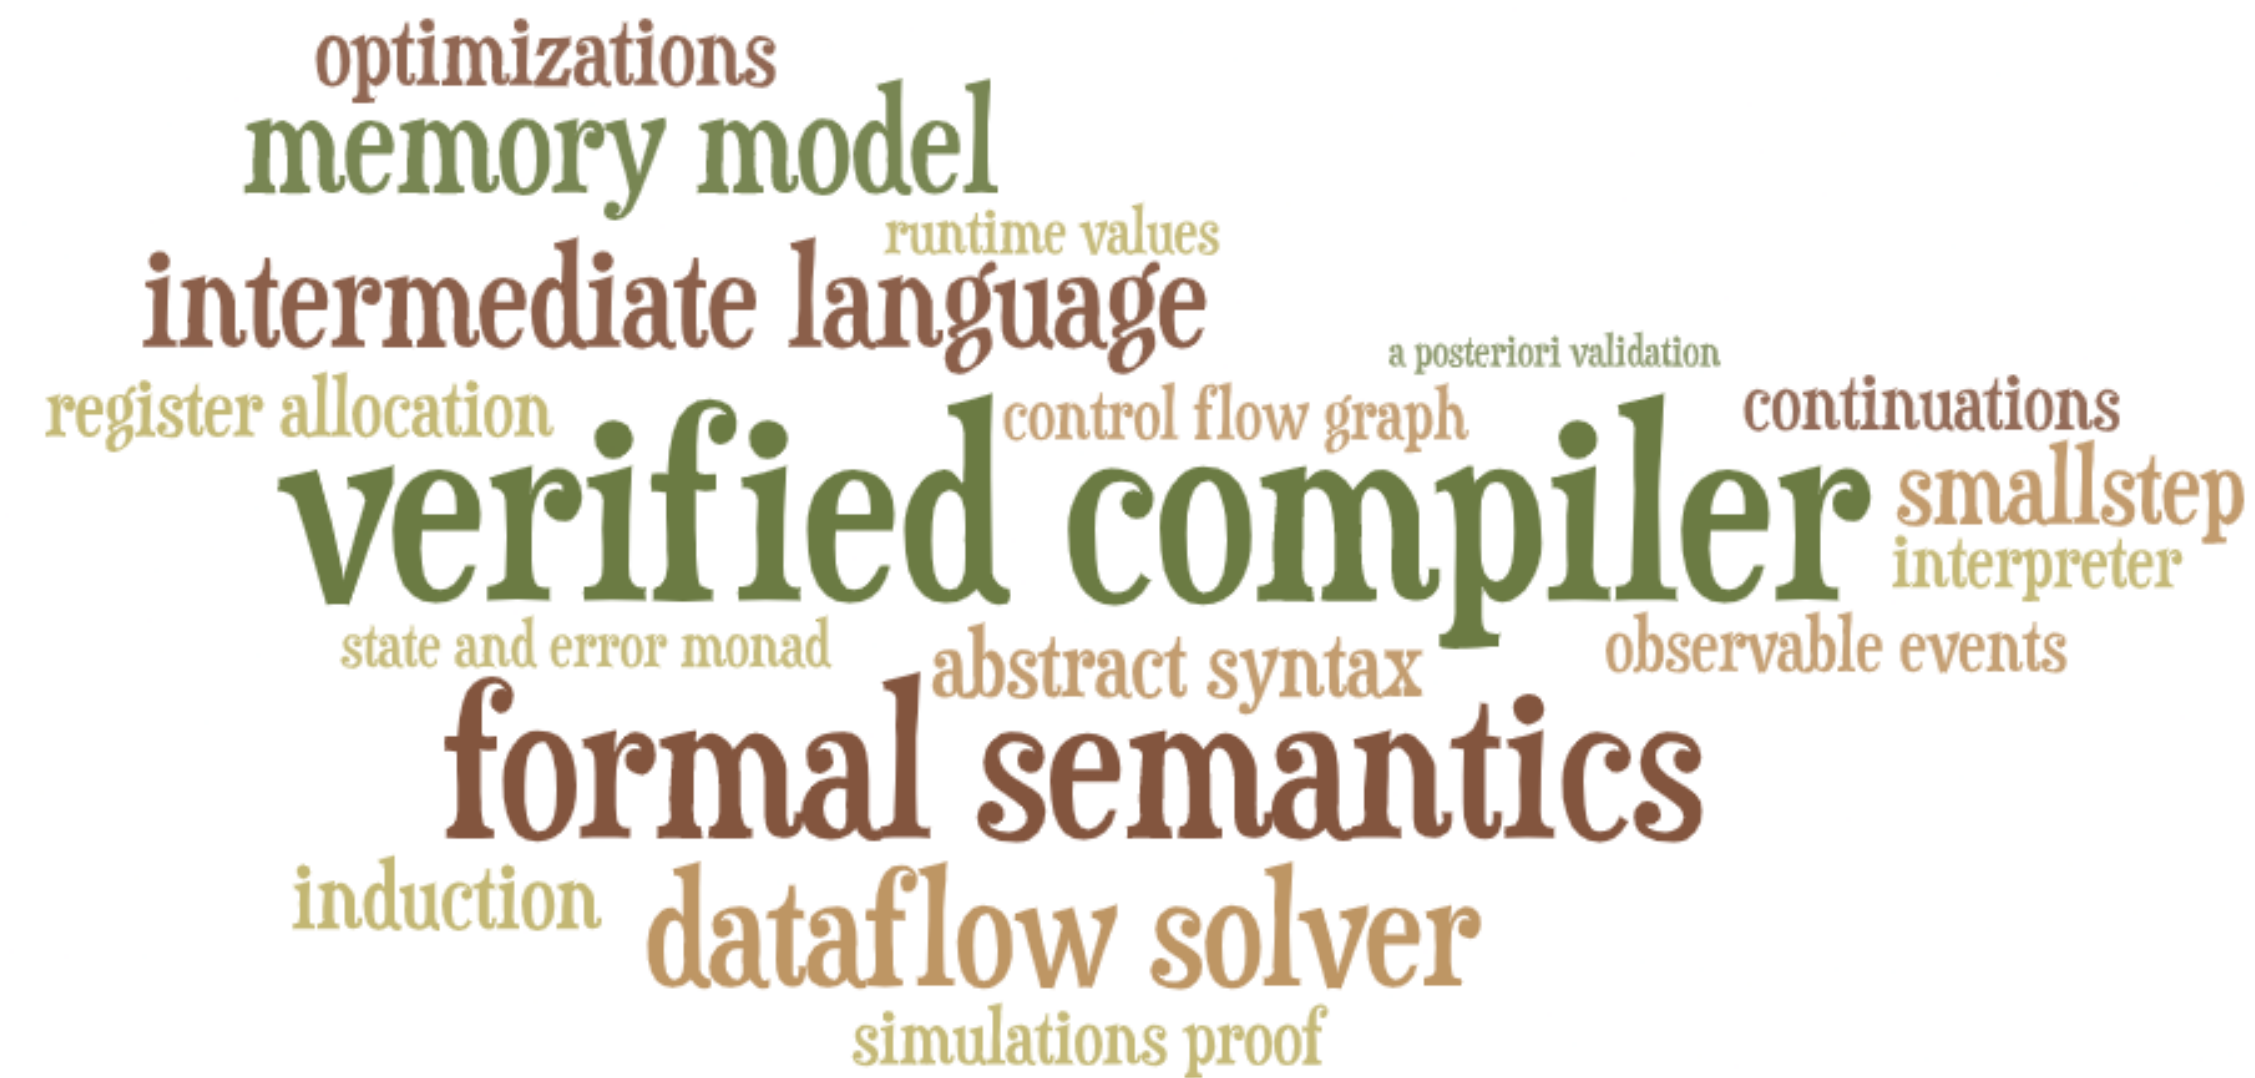 optimizations
memory model
runtime values
intermediate language
a posteriori validation
register allocation
control flow graph
continuations
verified compiler
smallstep
interpreter
state and error monad
abstract syntax
observable events
formal semantics
induction
dataflow solver
simulations proof